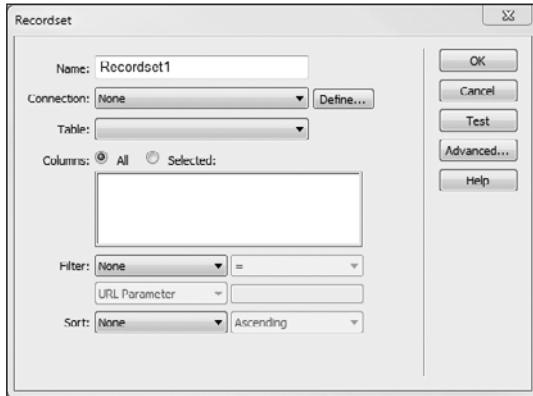 Recordset
Name: Recordset1
Connection: None Define...
Table:
Columns: All Selected:
Filter: None =
URL Parameter
Sort: None Ascending
OK
Cancel
Test
Advanced...
Help